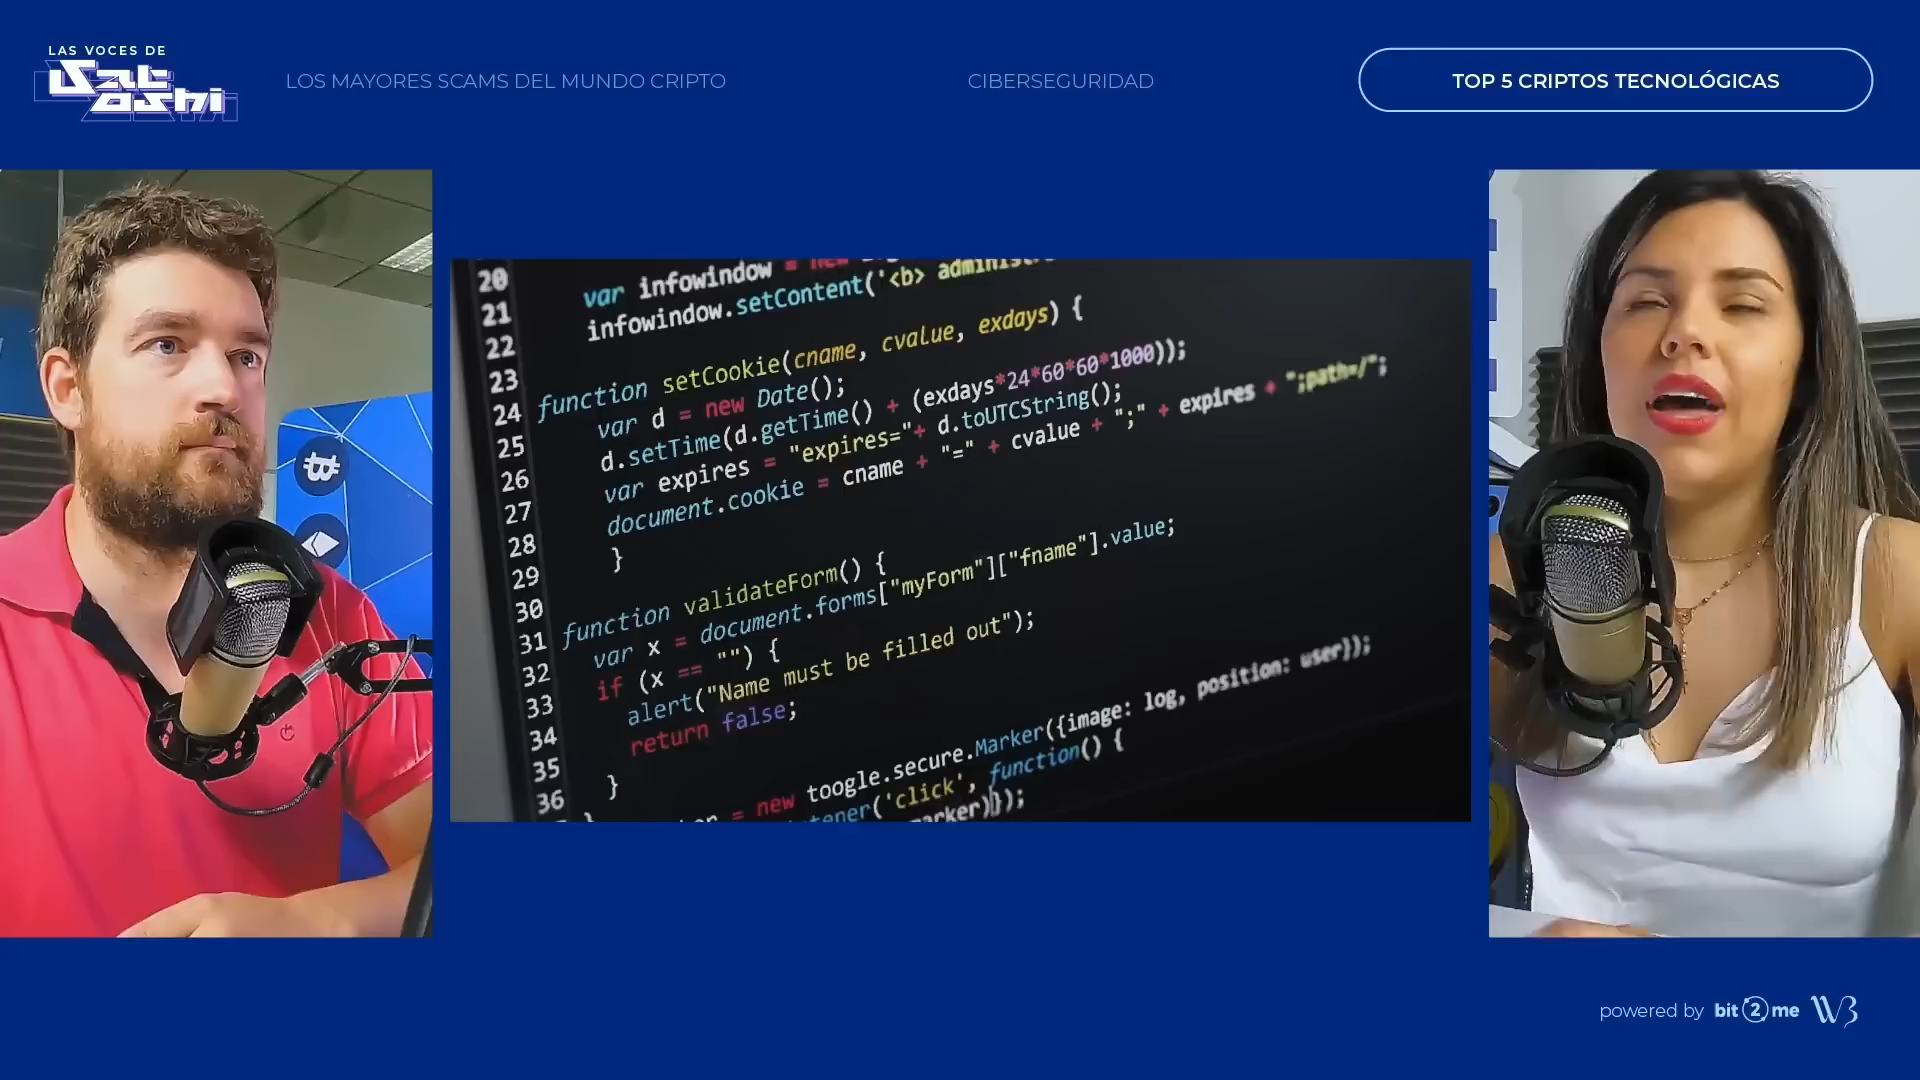 LAS VOCES DE
Satoshi
LOS MAYORES SCAMS DEL MUNDO CRIPTO
CIBERSEGURIDAD
TOP 5 CRIPTOS TECNOLÓGICAS
20
21 var infowindow = new
22 infowindow.setContent('<b>
23
24 function setCookie(cname, cvalue, exdays) {
25 var d = new Date();
26 d.setTime(d.getTime() + (exdays*24*60*60*1000));
27 var expires = "expires="+ d.toUTCString();
28 document.cookie = cname + "=" + cvalue + ";" + expires + ";path=/";
29 }
30
31 function validateForm() {
32 var x = document.forms["myForm"]["fname"].value;
33 if (x == "") {
34 alert("Name must be filled out");
35 return false;
36 }
}
= new toogle.secure.Marker({image: log, position: user});
'click', function() {
});
powered by bit2me W3